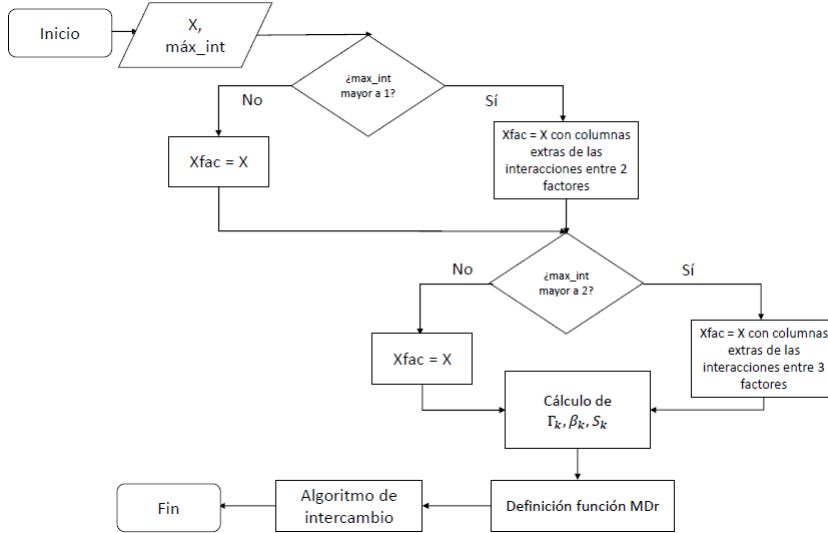 Inicio
X,
máx_int
¿max_int
mayor a 1?
No
Sí
Xfac = X
Xfac = X con columnas
extras de las
interacciones entre 2
factores
¿max_int
mayor a 2?
No
Sí
Xfac = X
Xfac = X con columnas
extras de las
interacciones entre 3
factores
Cálculo de
Γₖ, βₖ, Sₖ
Definición función MDr
Algoritmo de
intercambio
Fin